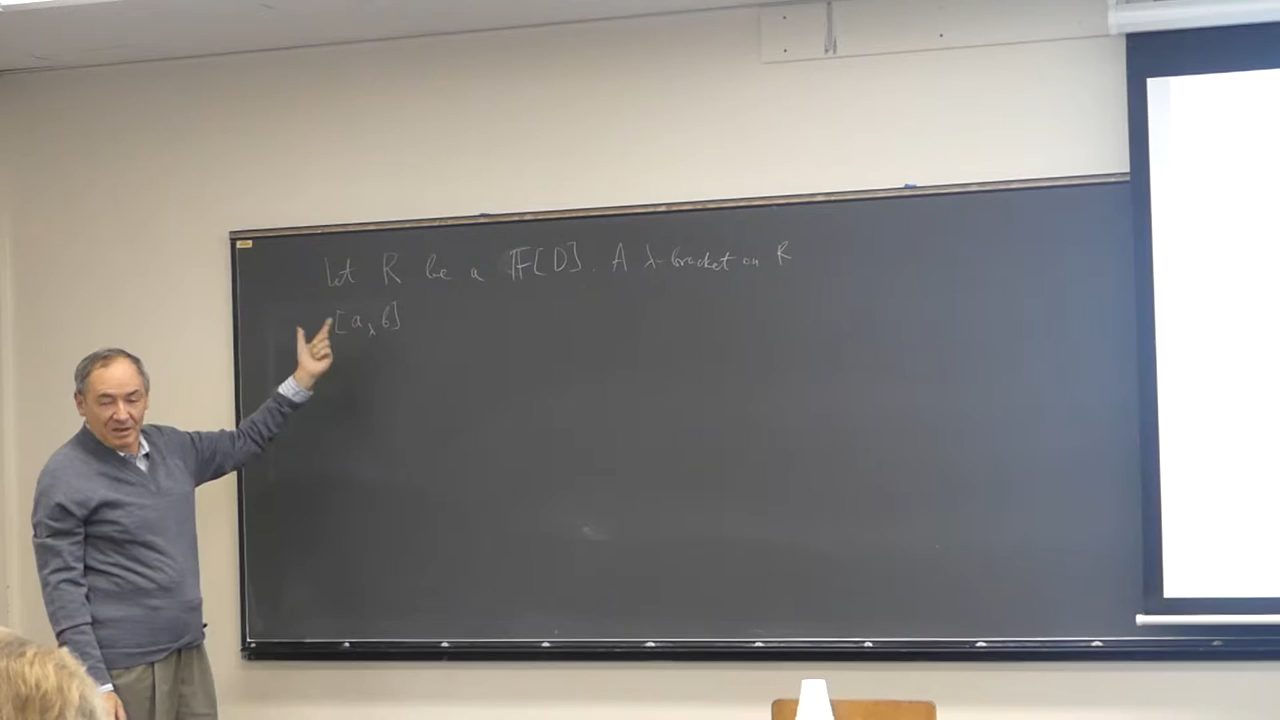 Let R be a 𝔽[D]. A λ-bracket on R
[a_λ b]